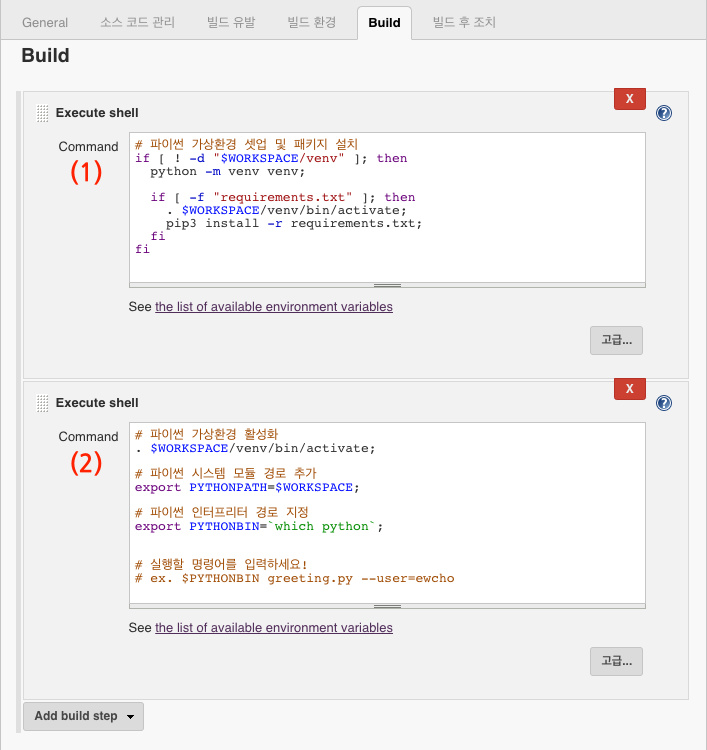 General 소스 코드 관리 빌드 유발 빌드 환경 Build 빌드 후 조치
Build
X
Execute shell ?
Command
(1)
# 파이썬 가상환경 셋업 및 패키지 설치
if [ ! -d "$WORKSPACE/venv" ]; then
  python -m venv venv;
  if [ -f "requirements.txt" ]; then
    . $WORKSPACE/venv/bin/activate;
    pip3 install -r requirements.txt;
  fi
fi
See the list of available environment variables
고급...
X
Execute shell ?
Command
(2)
# 파이썬 가상환경 활성화
. $WORKSPACE/venv/bin/activate;
# 파이썬 시스템 모듈 경로 추가
export PYTHONPATH=$WORKSPACE;
# 파이썬 인터프리터 경로 지정
export PYTHONBIN=`which python`;
# 실행할 명령어를 입력하세요!
# ex. $PYTHONBIN greeting.py --user=ewcho
See the list of available environment variables
고급...
Add build step